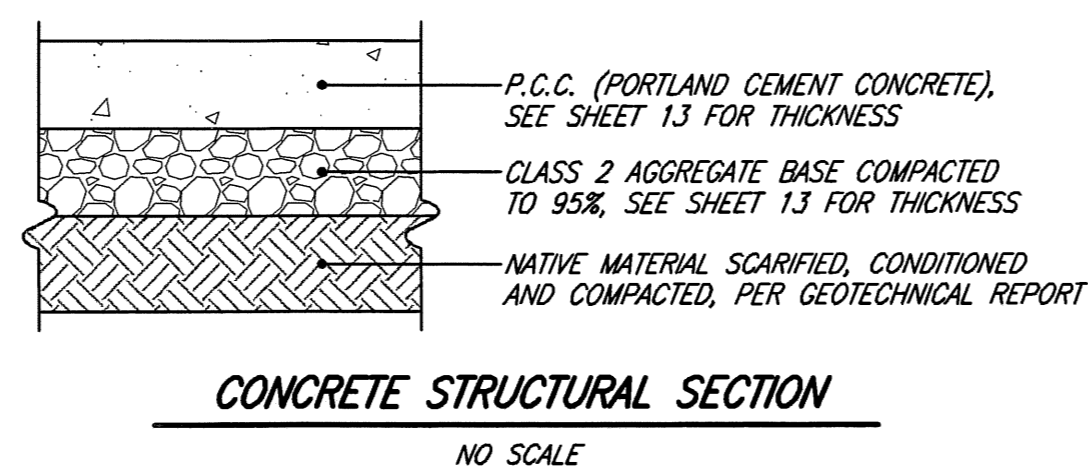 P.C.C. (PORTLAND CEMENT CONCRETE),
SEE SHEET 13 FOR THICKNESS
CLASS 2 AGGREGATE BASE COMPACTED
TO 95%, SEE SHEET 13 FOR THICKNESS
NATIVE MATERIAL SCARIFIED, CONDITIONED
AND COMPACTED, PER GEOTECHNICAL REPORT
CONCRETE STRUCTURAL SECTION
NO SCALE